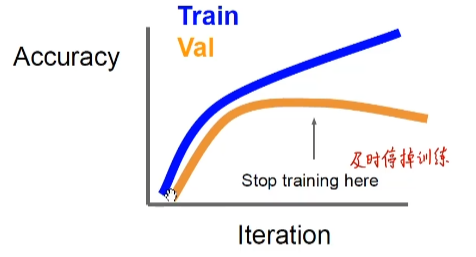 Train
Val
Accuracy
及时停掉训练
Stop training here
Iteration